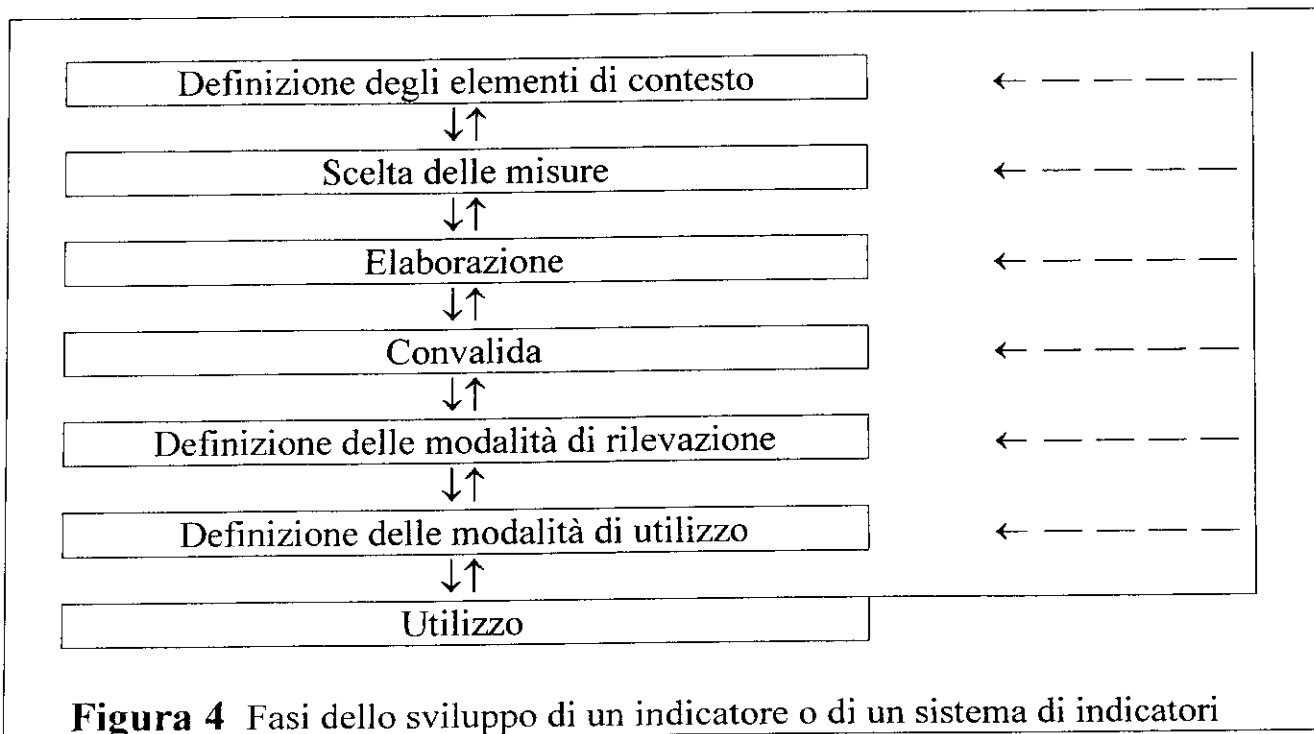 Definizione degli elementi di contesto
Scelta delle misure
Elaborazione
Convalida
Definizione delle modalità di rilevazione
Definizione delle modalità di utilizzo
Utilizzo
Figura 4 Fasi dello sviluppo di un indicatore o di un sistema di indicatori